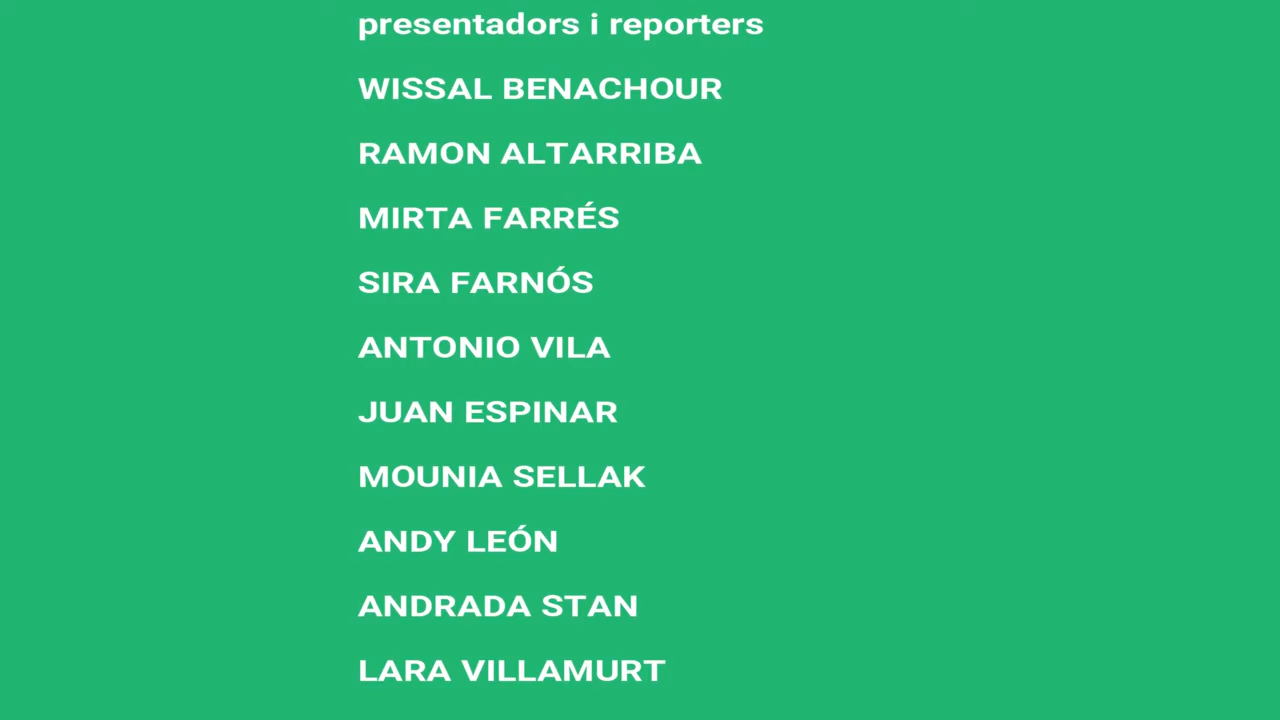 presentadors i reporters
WISSAL BENACHOUR
RAMON ALTARRIBA
MIRTA FARRÉS
SIRA FARNÓS
ANTONIO VILA
JUAN ESPINAR
MOUNIA SELLAK
ANDY LEÓN
ANDRADA STAN
LARA VILLAMURT